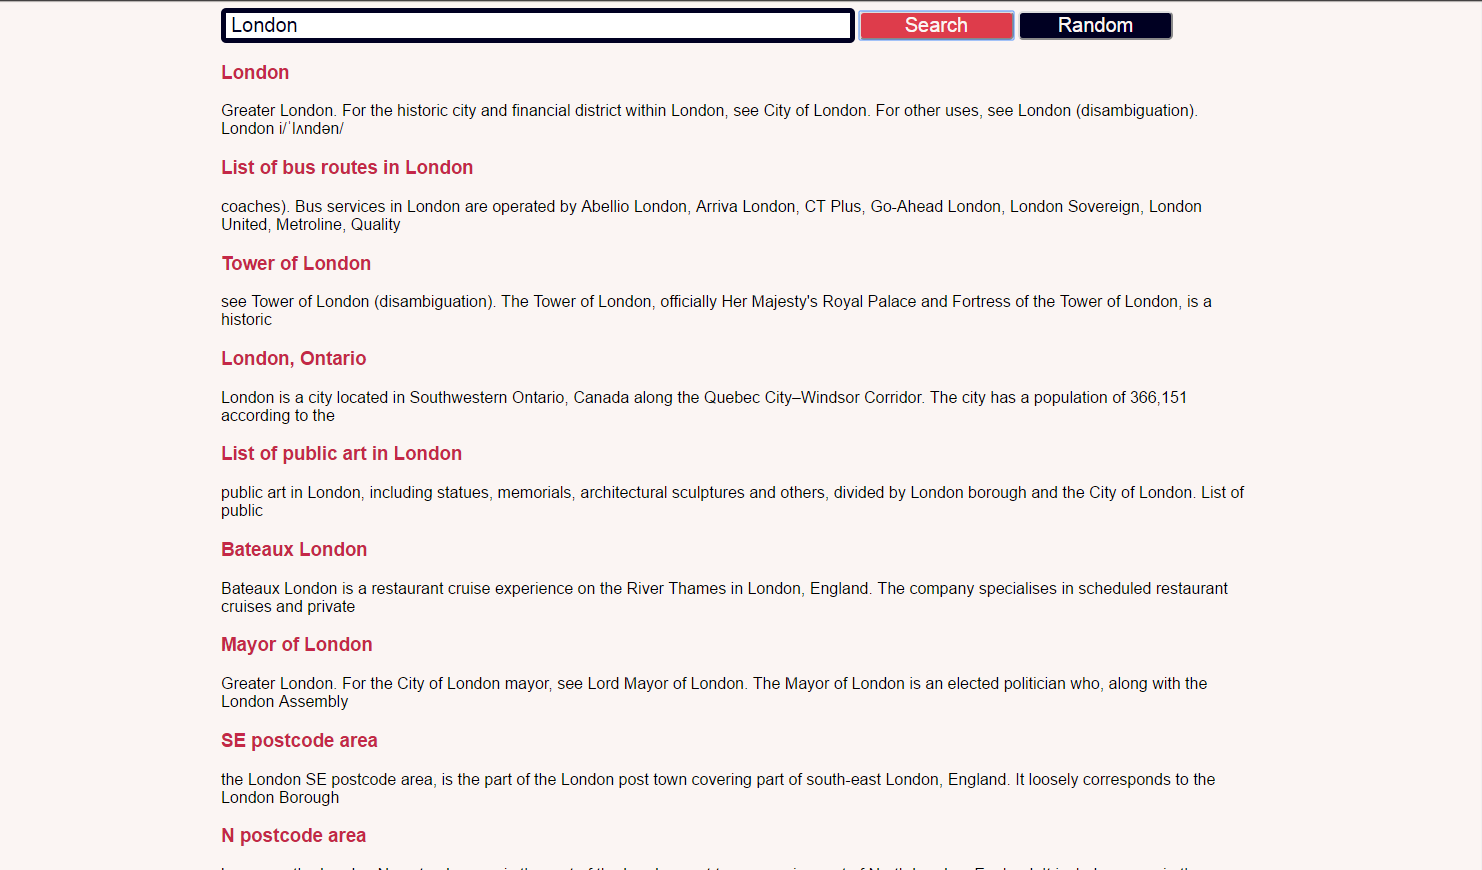 London
Search
Random
London
Greater London. For the historic city and financial district within London, see City of London. For other uses, see London (disambiguation).
London i/ˈlʌndən/
List of bus routes in London
coaches). Bus services in London are operated by Abellio London, Arriva London, CT Plus, Go-Ahead London, London Sovereign, London
United, Metroline, Quality
Tower of London
see Tower of London (disambiguation). The Tower of London, officially Her Majesty's Royal Palace and Fortress of the Tower of London, is a
historic
London, Ontario
London is a city located in Southwestern Ontario, Canada along the Quebec City–Windsor Corridor. The city has a population of 366,151
according to the
List of public art in London
public art in London, including statues, memorials, architectural sculptures and others, divided by London borough and the City of London. List of
public
Bateaux London
Bateaux London is a restaurant cruise experience on the River Thames in London, England. The company specialises in scheduled restaurant
cruises and private
Mayor of London
Greater London. For the City of London mayor, see Lord Mayor of London. The Mayor of London is an elected politician who, along with the
London Assembly
SE postcode area
the London SE postcode area, is the part of the London post town covering part of south-east London, England. It loosely corresponds to the
London Borough
N postcode area